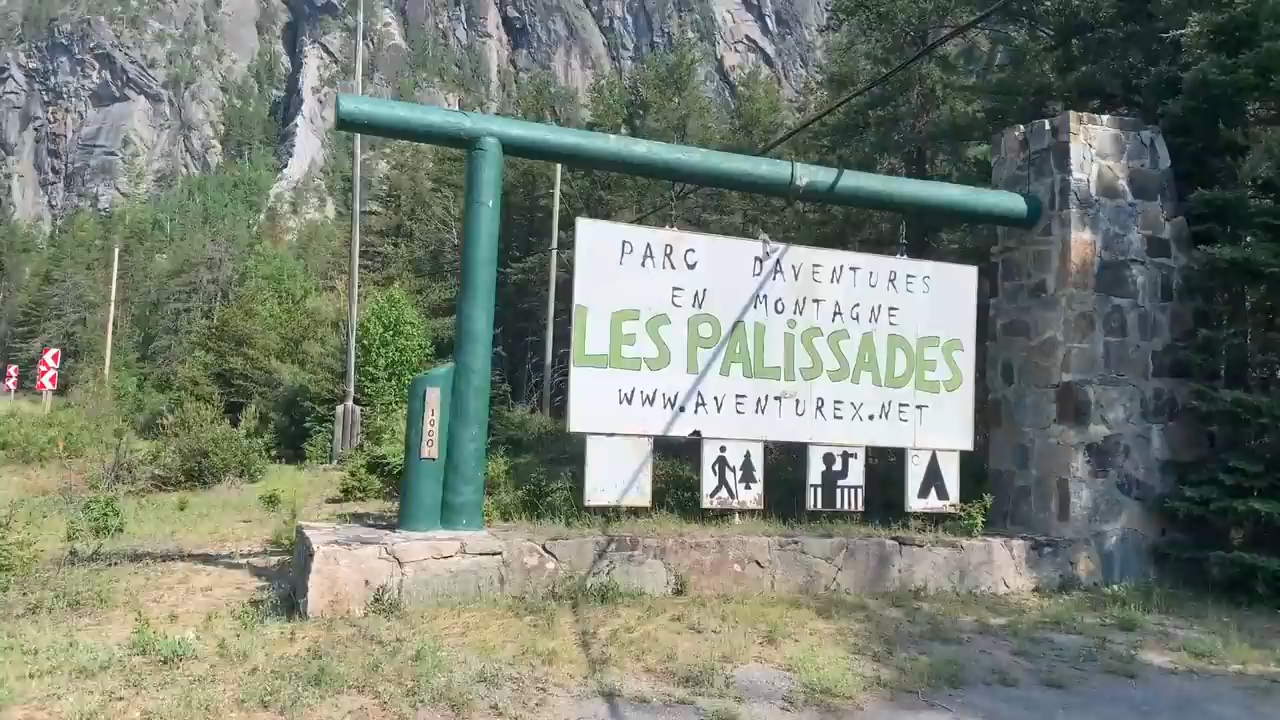 PARC D'AVENTURES
EN MONTAGNE
LES PALiSSADES
WWW.AVENTUREX.NET
1000
C